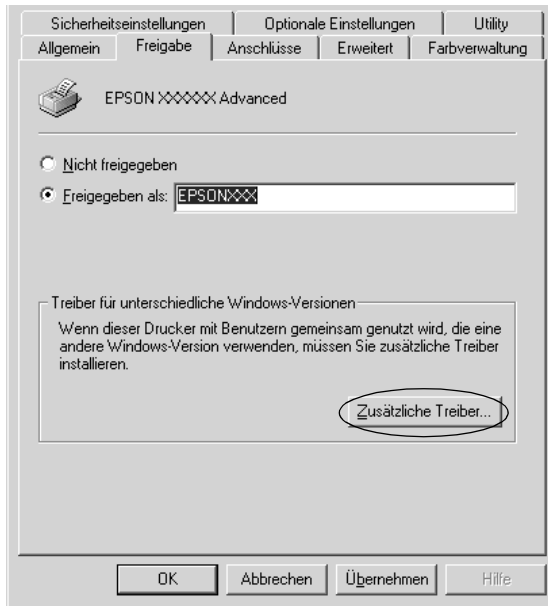 Sicherheitseinstellungen Optionale Einstellungen Utility
Allgemein Freigabe Anschlüsse Erweitert Farbverwaltung
EPSON XXXXXX Advanced
Nicht freigegeben
Freigegeben als: EPSONXXX
Treiber für unterschiedliche Windows-Versionen
Wenn dieser Drucker mit Benutzern gemeinsam genutzt wird, die eine
andere Windows-Version verwenden, müssen Sie zusätzliche Treiber
installieren.
Zusätzliche Treiber...
OK Abbrechen Übernehmen Hilfe